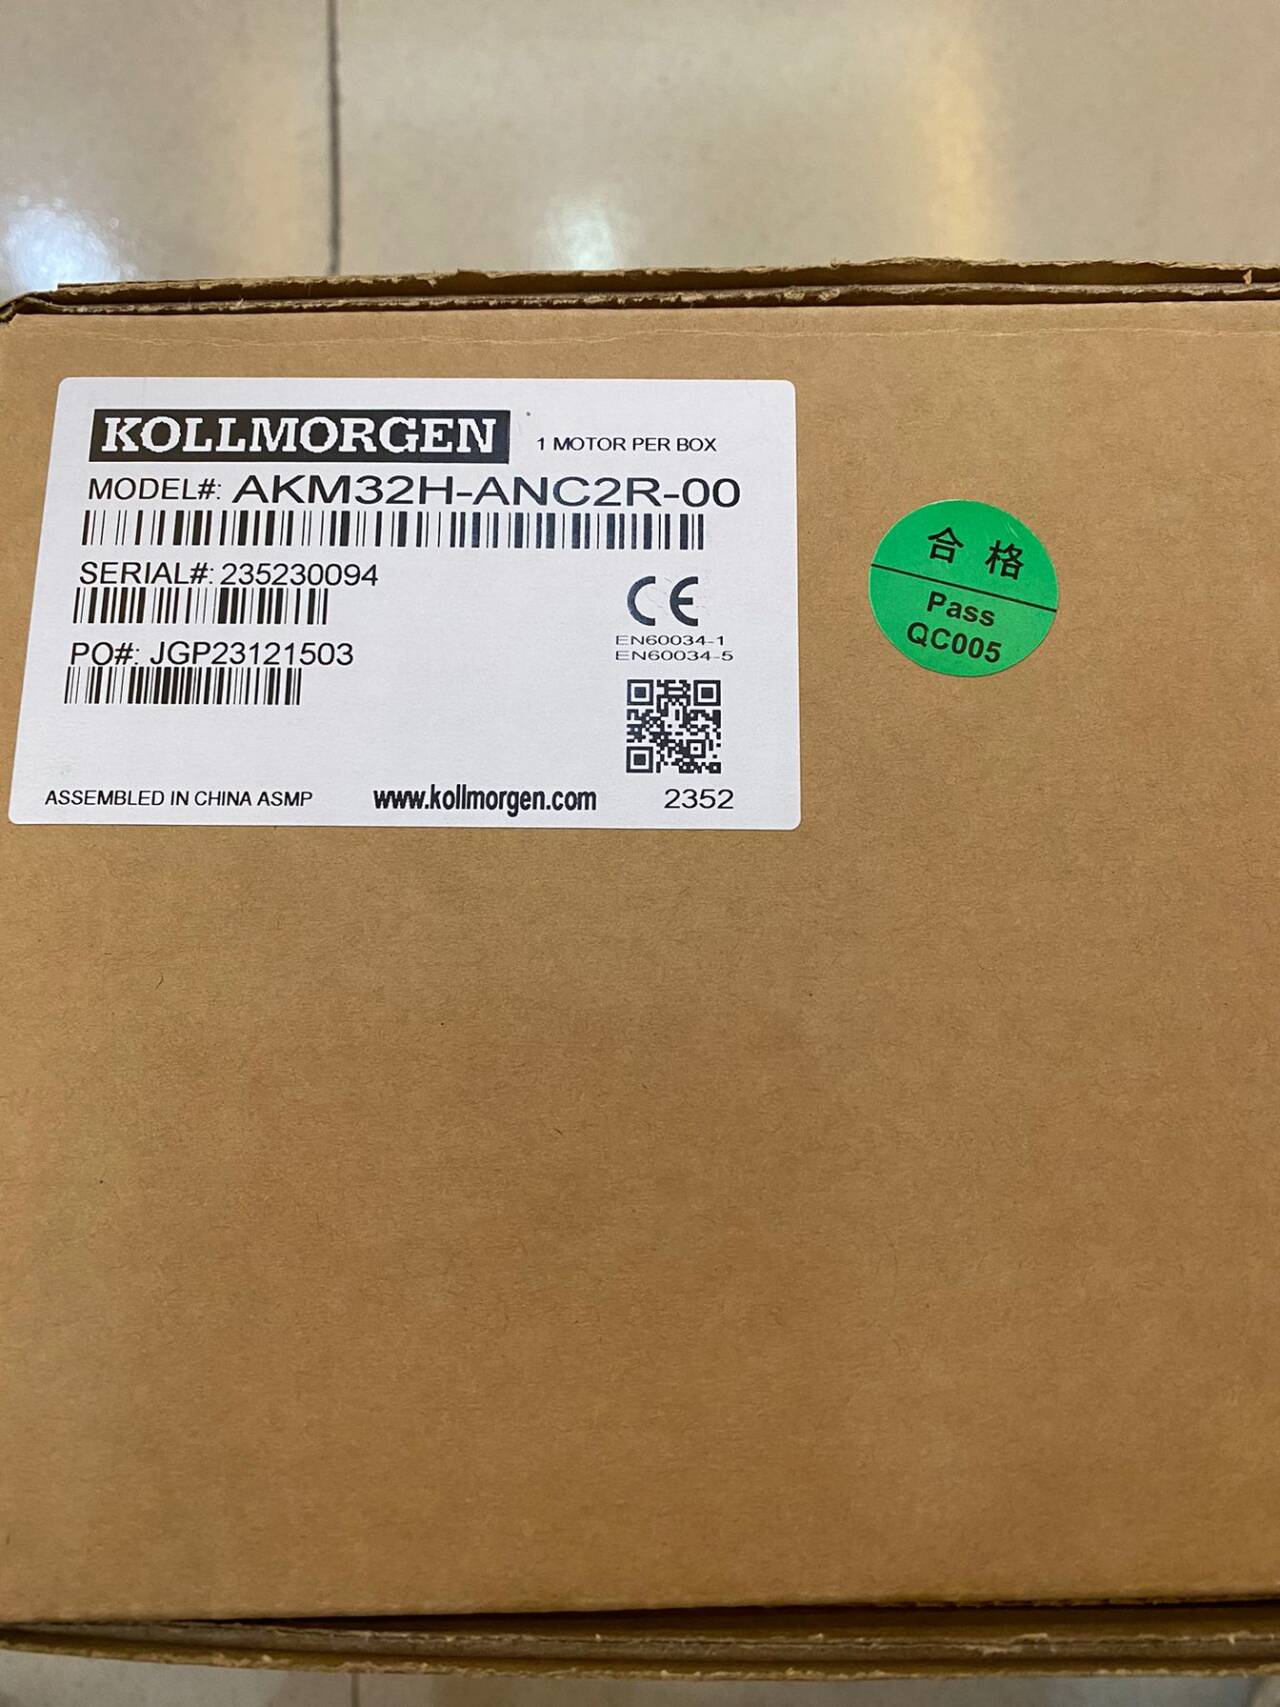 KOLLMORGEN
1 MOTOR PER BOX
MODEL#: AKM32H-ANC2R-00
SERIAL#: 235230094
CE
EN60034-1
EN60034-5
PO#: JGP23121503
ASSEMBLED IN CHINA ASMP
www.kollmorgen.com
2352
合格
Pass
QC005